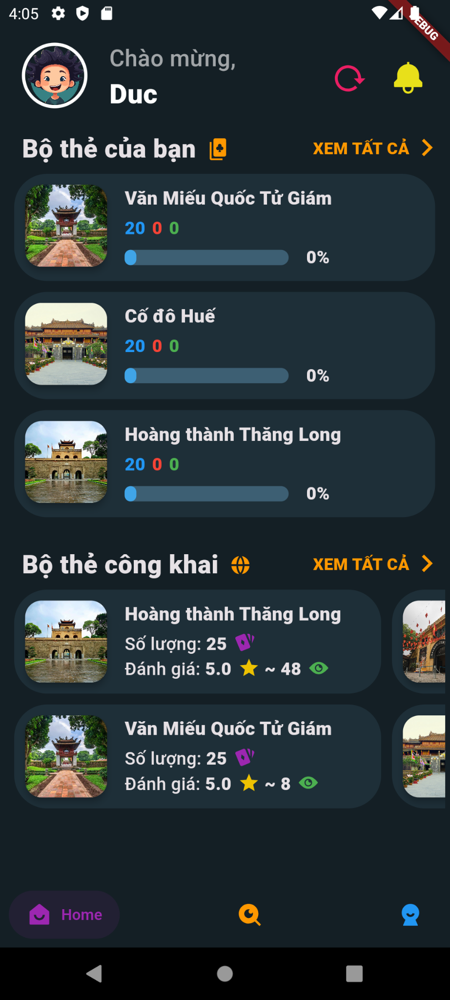 4:05
DEBUG
Chào mừng,
Duc
Bộ thẻ của bạn
XEM TẤT CẢ
Văn Miếu Quốc Tử Giám
20 0 0
0%
Cố đô Huế
20 0 0
0%
Hoàng thành Thăng Long
20 0 0
0%
Bộ thẻ công khai
XEM TẤT CẢ
Hoàng thành Thăng Long
Số lượng: 25
Đánh giá: 5.0 ~ 48
Văn Miếu Quốc Tử Giám
Số lượng: 25
Đánh giá: 5.0 ~ 8
Home